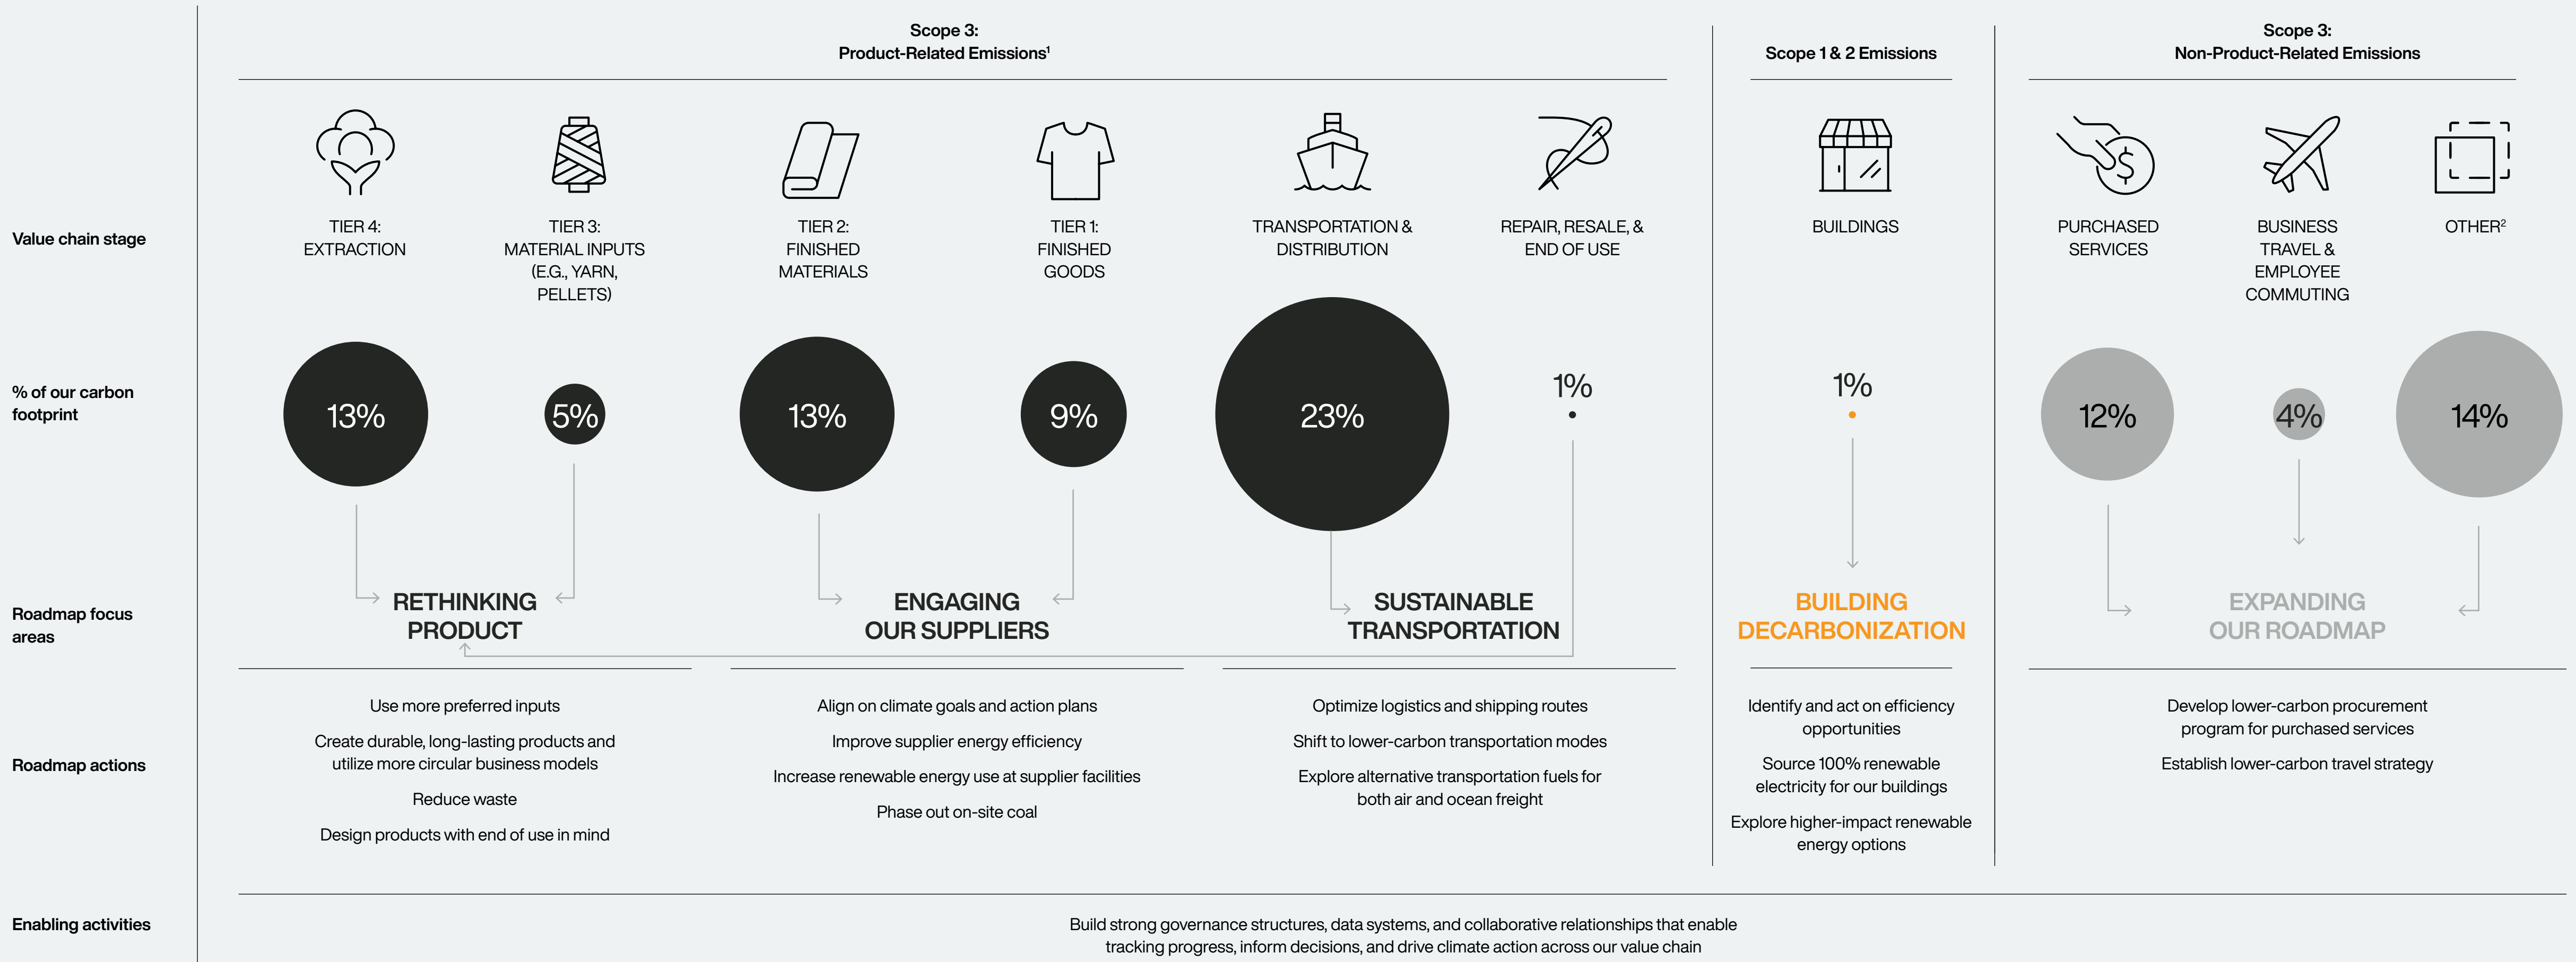 Scope 3:
Product-Related Emissions¹
Scope 1 & 2 Emissions
Scope 3:
Non-Product-Related Emissions
Value chain stage
TIER 4:
EXTRACTION
TIER 3:
MATERIAL INPUTS
(E.G., YARN,
PELLETS)
TIER 2:
FINISHED
MATERIALS
TIER 1:
FINISHED
GOODS
TRANSPORTATION &
DISTRIBUTION
REPAIR, RESALE, &
END OF USE
BUILDINGS
PURCHASED
SERVICES
BUSINESS
TRAVEL &
EMPLOYEE
COMMUTING
OTHER²
$
% of our carbon
footprint
13%
5%
13%
9%
23%
1%
1%
12%
4%
14%
Roadmap focus
areas
RETHINKING
PRODUCT
ENGAGING
OUR SUPPLIERS
SUSTAINABLE
TRANSPORTATION
BUILDING
DECARBONIZATION
EXPANDING
OUR ROADMAP
Roadmap actions
Use more preferred inputs
Create durable, long-lasting products and
utilize more circular business models
Reduce waste
Design products with end of use in mind
Align on climate goals and action plans
Improve supplier energy efficiency
Increase renewable energy use at supplier facilities
Phase out on-site coal
Optimize logistics and shipping routes
Shift to lower-carbon transportation modes
Explore alternative transportation fuels for
both air and ocean freight
Identify and act on efficiency
opportunities
Source 100% renewable
electricity for our buildings
Explore higher-impact renewable
energy options
Develop lower-carbon procurement
program for purchased services
Establish lower-carbon travel strategy
Enabling activities
Build strong governance structures, data systems, and collaborative relationships that enable
tracking progress, inform decisions, and drive climate action across our value chain